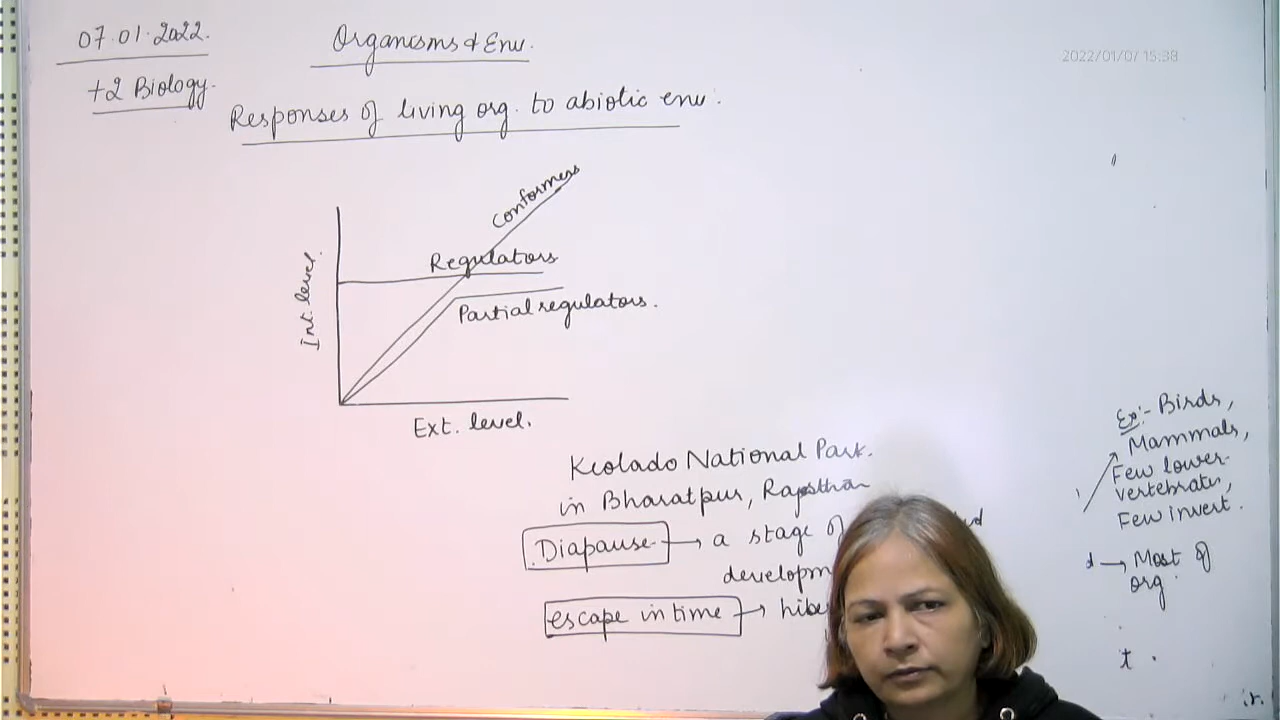 07.01.2022.
Organisms & Env.
2022/01/07 15:38
+2 Biology.
Responses of living org. to abiotic env.
Conformers
Regulators
Partial regulators.
Int. level.
Ext. level.
Keolado National Park.
in Bharatpur, Rajsthan
Diapause → a stage of
developm
escape in time → hibe
Ex:- Birds,
Mammals,
Few lower-
vertebrates,
Few invert.
→ Most of
org.